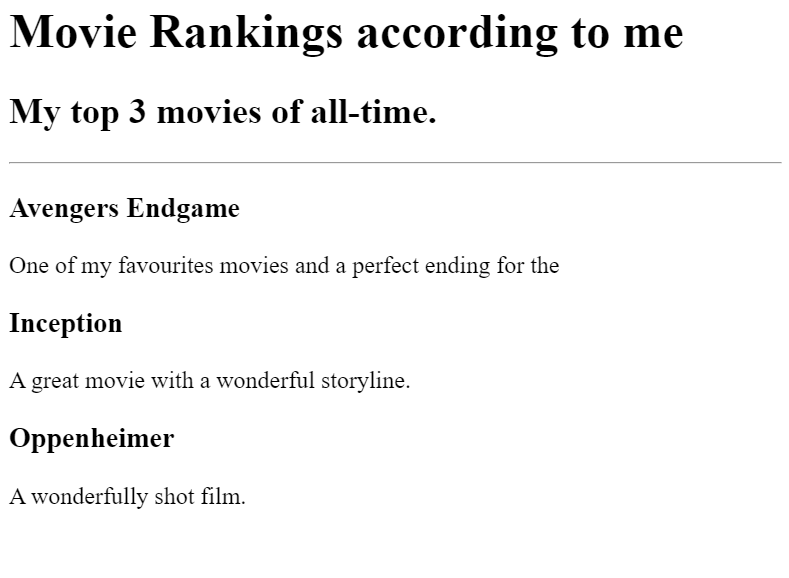 Movie Rankings according to me
My top 3 movies of all-time.
Avengers Endgame
One of my favourites movies and a perfect ending for the
Inception
A great movie with a wonderful storyline.
Oppenheimer
A wonderfully shot film.